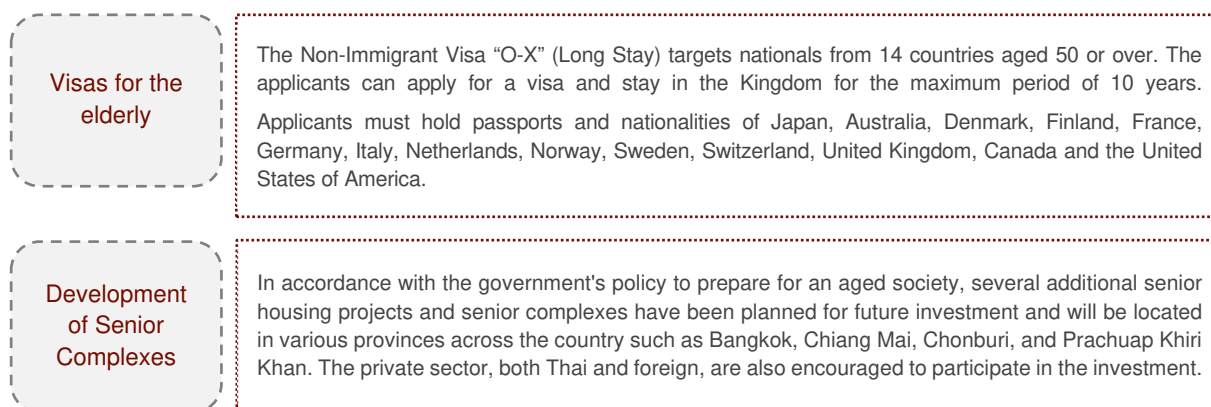 Visas for the
elderly
The Non-Immigrant Visa “O-X” (Long Stay) targets nationals from 14 countries aged 50 or over. The
applicants can apply for a visa and stay in the Kingdom for the maximum period of 10 years.
Applicants must hold passports and nationalities of Japan, Australia, Denmark, Finland, France,
Germany, Italy, Netherlands, Norway, Sweden, Switzerland, United Kingdom, Canada and the United
States of America.
Development
of Senior
Complexes
In accordance with the government's policy to prepare for an aged society, several additional senior
housing projects and senior complexes have been planned for future investment and will be located
in various provinces across the country such as Bangkok, Chiang Mai, Chonburi, and Prachuap Khiri
Khan. The private sector, both Thai and foreign, are also encouraged to participate in the investment.